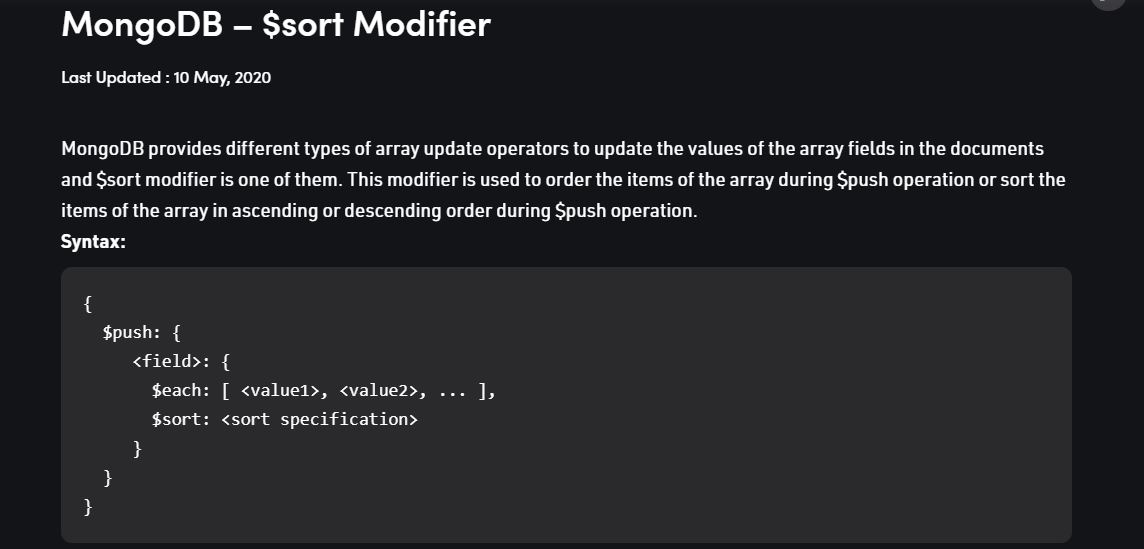 MongoDB – $sort Modifier
Last Updated : 10 May, 2020
MongoDB provides different types of array update operators to update the values of the array fields in the documents
and $sort modifier is one of them. This modifier is used to order the items of the array during $push operation or sort the
items of the array in ascending or descending order during $push operation.
Syntax:
{
  $push: {
     <field>: {
       $each: [ <value1>, <value2>, ... ],
       $sort: <sort specification>
     }
  }
}